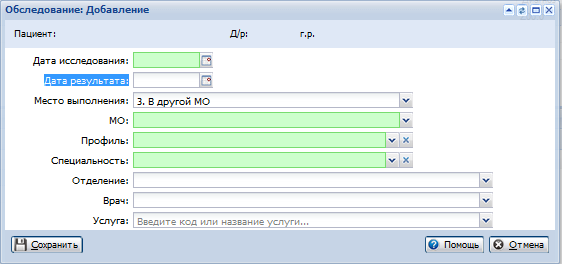 Обследование: Добавление
Пациент: Д/р: г.р.
Дата исследования:
Дата результата:
Место выполнения: 3. В другой МО
МО:
Профиль:
Специальность:
Отделение:
Врач:
Услуга: Введите код или название услуги...
Сохранить Помощь Отмена